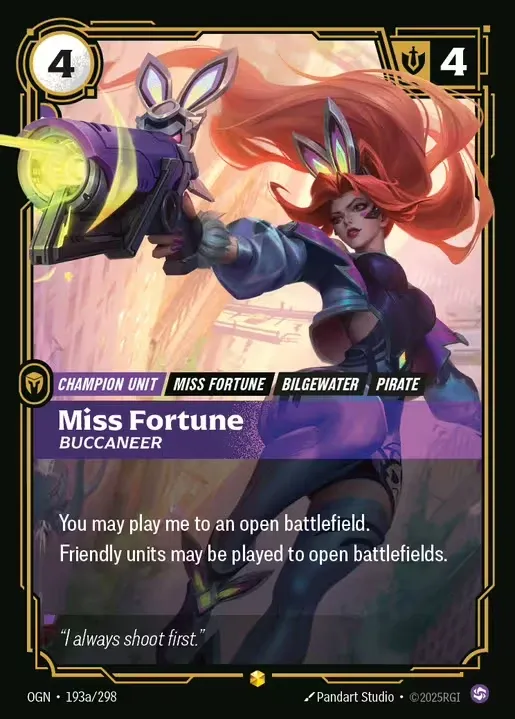 4
4
CHAMPION UNIT MISS FORTUNE BILGEWATER PIRATE
Miss Fortune
BUCCANEER
You may play me to an open battlefield.
Friendly units may be played to open battlefields.
“I always shoot first.”
OGN • 193a/298 Pandart Studio • ©2025RGI